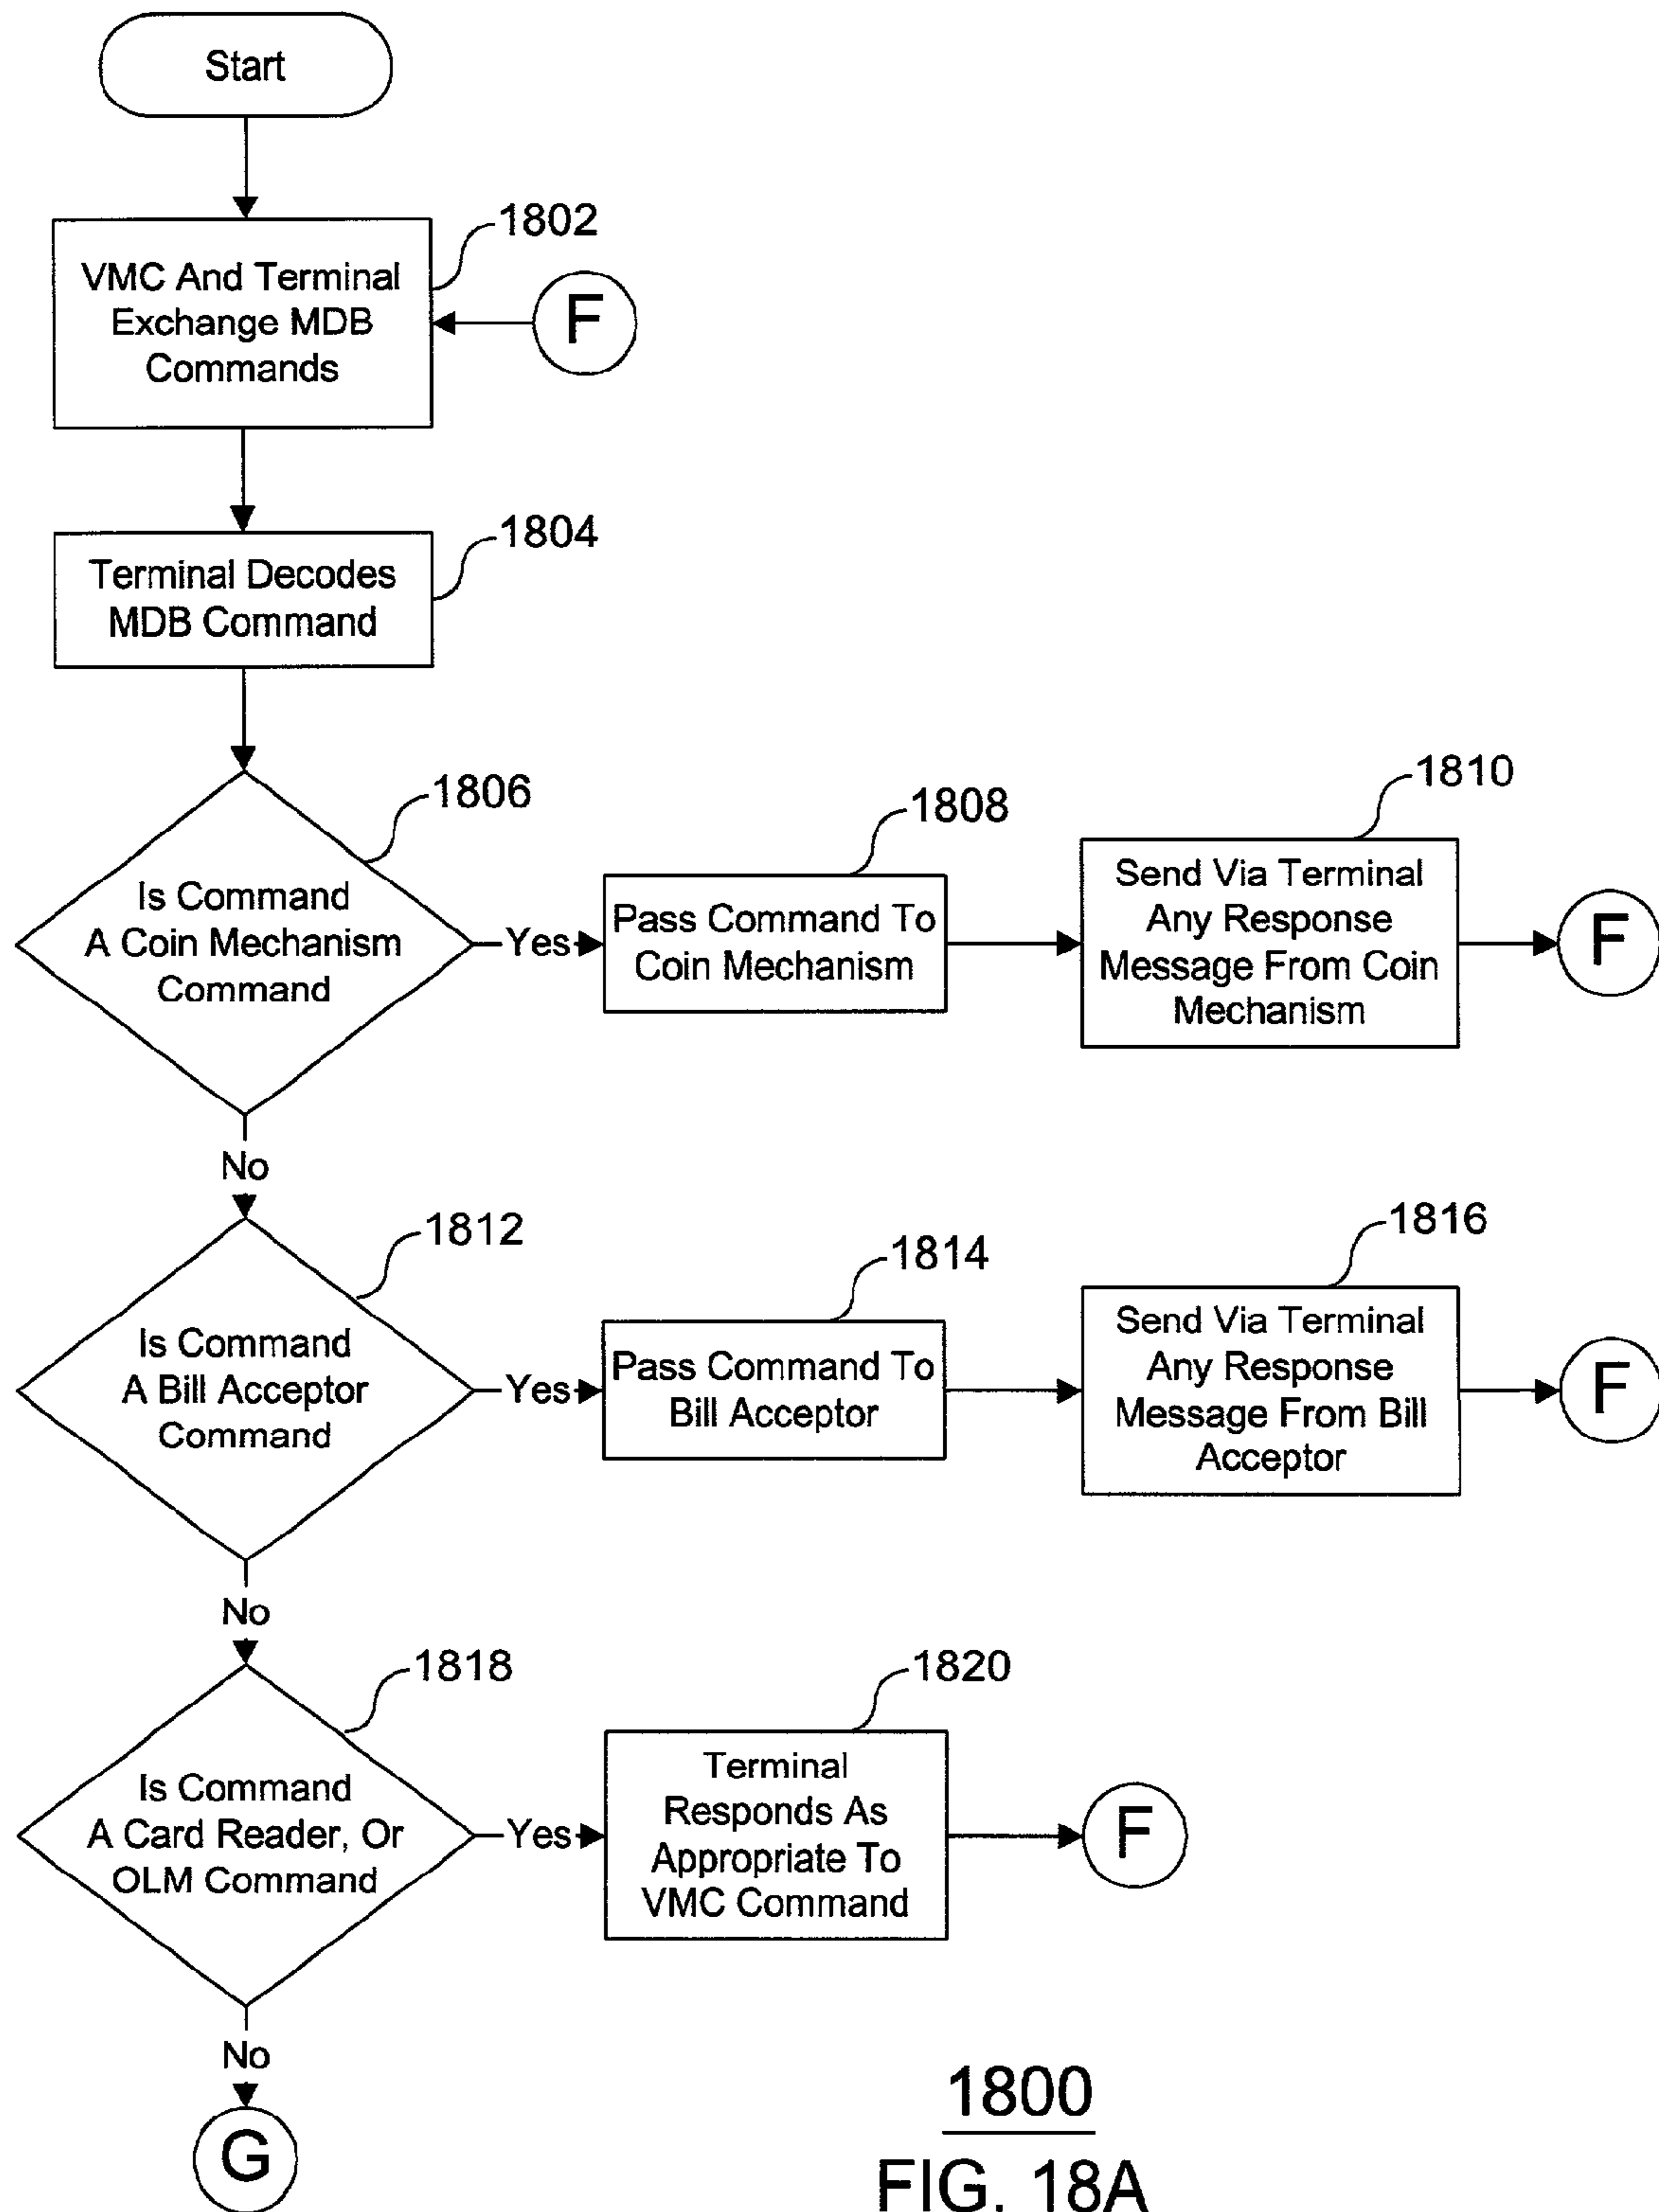 Start
1802
VMC And Terminal
Exchange MDB
Commands
F
1804
Terminal Decodes
MDB Command
1806
Is Command
A Coin Mechanism
Command
Yes
1808
Pass Command To
Coin Mechanism
1810
Send Via Terminal
Any Response
Message From Coin
Mechanism
F
No
1812
Is Command
A Bill Acceptor
Command
Yes
1814
Pass Command To
Bill Acceptor
1816
Send Via Terminal
Any Response
Message From Bill
Acceptor
F
No
1818
Is Command
A Card Reader, Or
OLM Command
Yes
1820
Terminal
Responds As
Appropriate To
VMC Command
F
No
G
1800
FIG. 18A